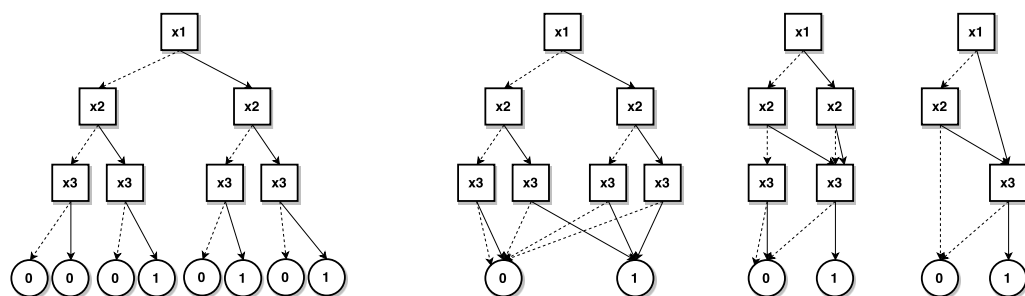 x1 x1 x1 x1
x2 x2 x2 x2 x2 x2 x2
x3 x3 x3 x3 x3 x3 x3 x3 x3 x3 x3
0 0 0 1 0 1 0 1 0 1 0 1 0 1